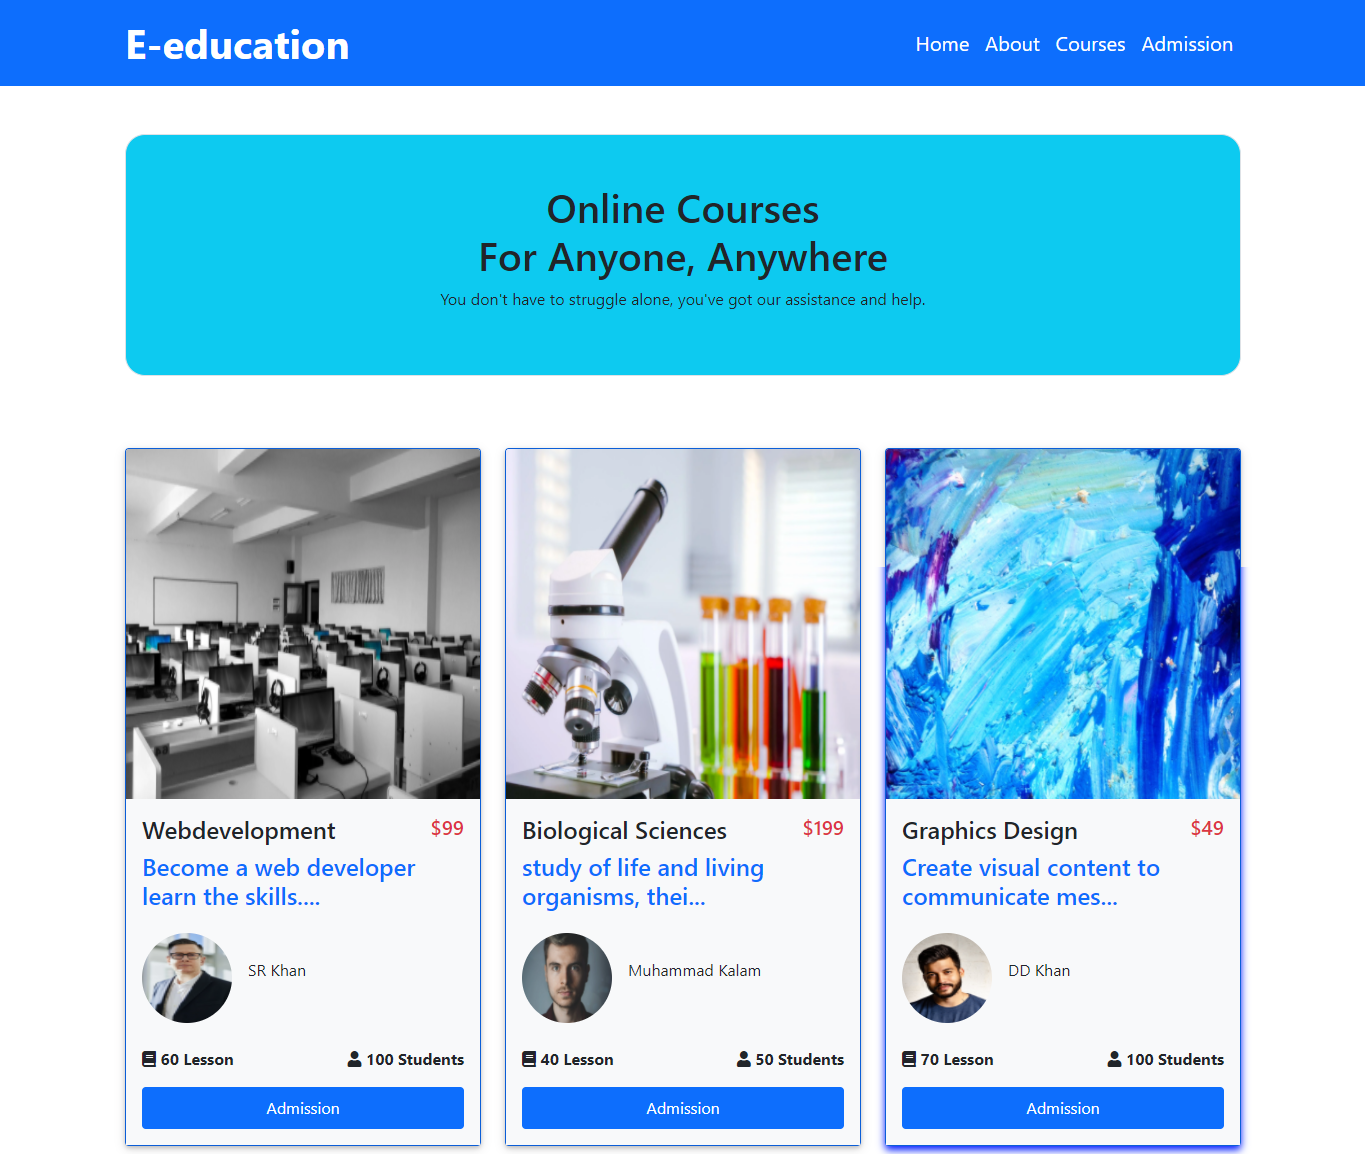 E-education
Home About Courses Admission
Online Courses
For Anyone, Anywhere
You don't have to struggle alone, you've got our assistance and help.
Webdevelopment $99
Become a web developer
learn the skills....
SR Khan
60 Lesson 100 Students
Admission
Biological Sciences $199
study of life and living
organisms, thei...
Muhammad Kalam
40 Lesson 50 Students
Admission
Graphics Design $49
Create visual content to
communicate mes...
DD Khan
70 Lesson 100 Students
Admission